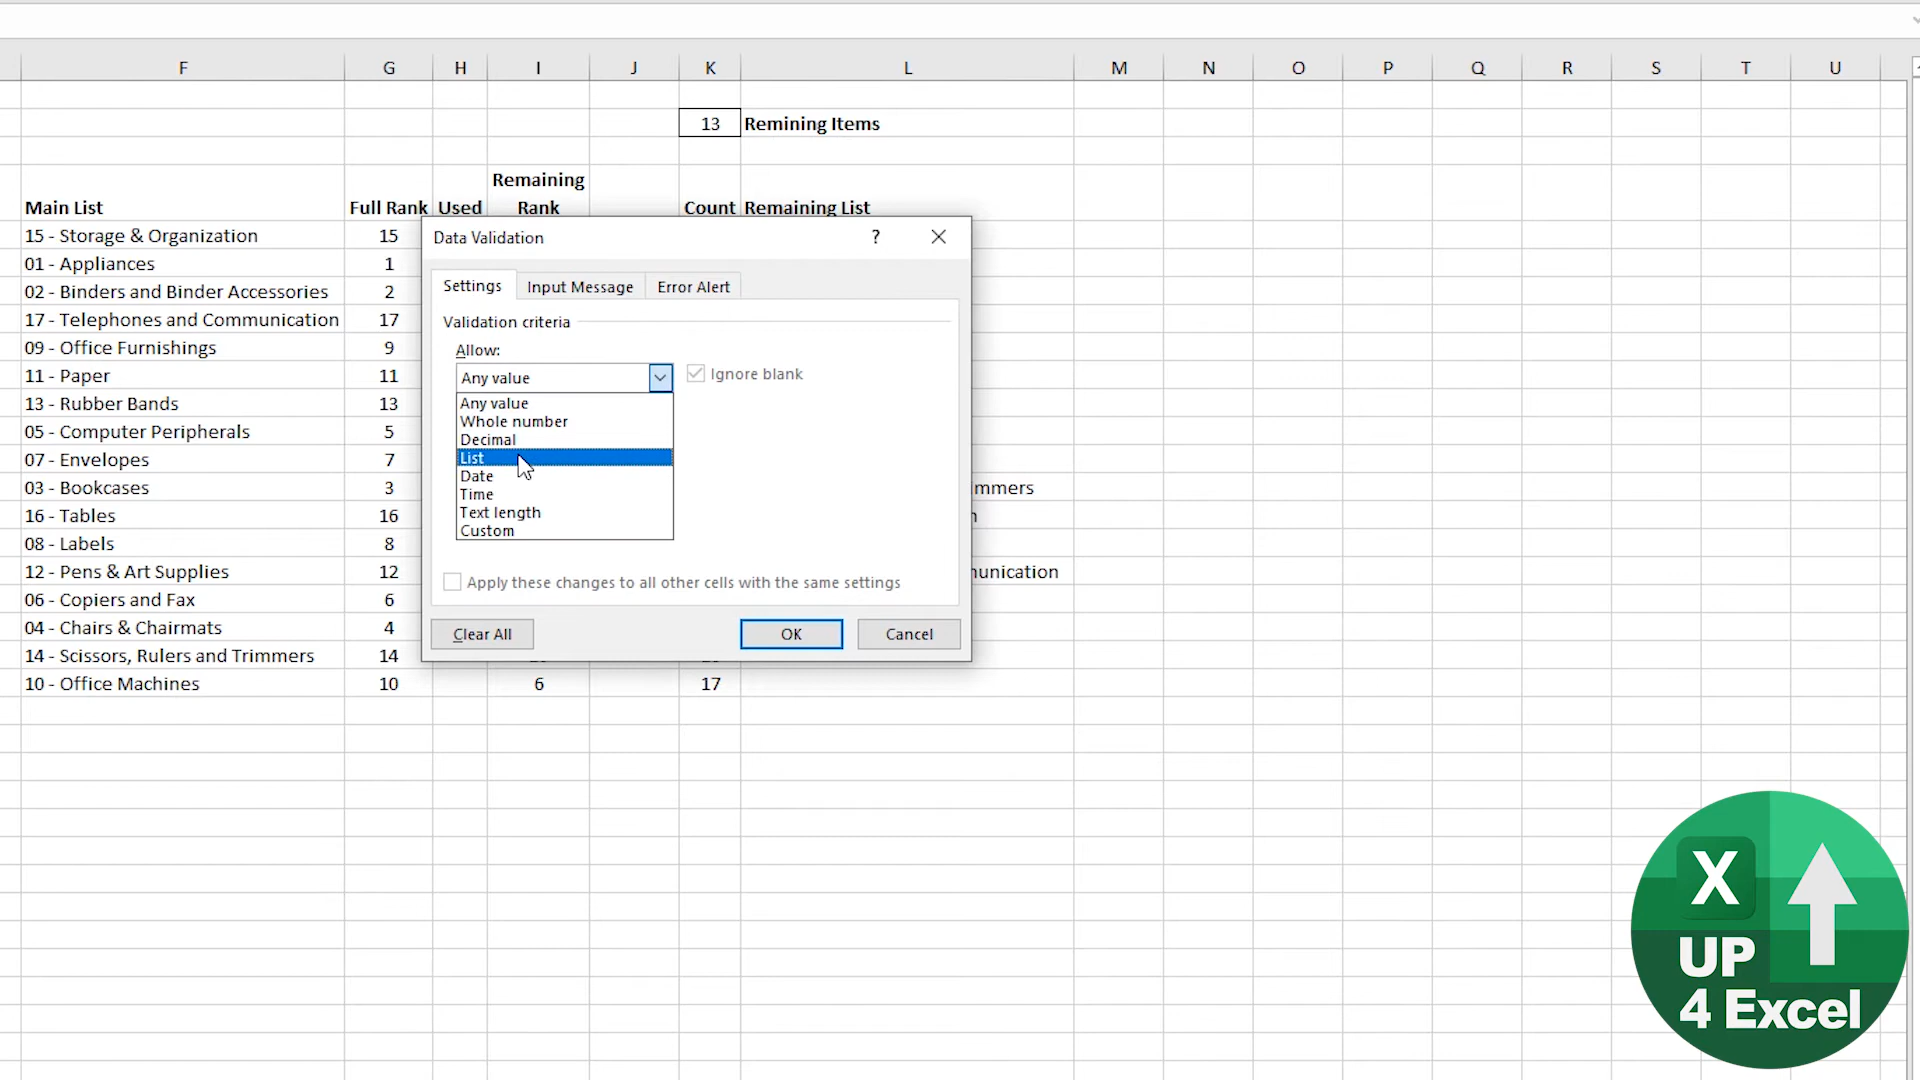 F G H I J K L M N O P Q R S T U
13 Remining Items
Remaining
Main List Full Rank Used Rank Count Remaining List
15 - Storage & Organization 15
01 - Appliances 1
02 - Binders and Binder Accessories 2
17 - Telephones and Communication 17
09 - Office Furnishings 9
11 - Paper 11
13 - Rubber Bands 13
05 - Computer Peripherals 5
07 - Envelopes 7
03 - Bookcases 3 mmers
16 - Tables 16
08 - Labels 8
12 - Pens & Art Supplies 12 nunication
06 - Copiers and Fax 6
04 - Chairs & Chairmats 4
14 - Scissors, Rulers and Trimmers 14
10 - Office Machines 10 6 17
Data Validation ?
Settings Input Message Error Alert
Validation criteria
Allow:
Any value Ignore blank
Any value
Whole number
Decimal
List
Date
Time
Text length
Custom
Apply these changes to all other cells with the same settings
Clear All OK Cancel
X
UP
4 Excel